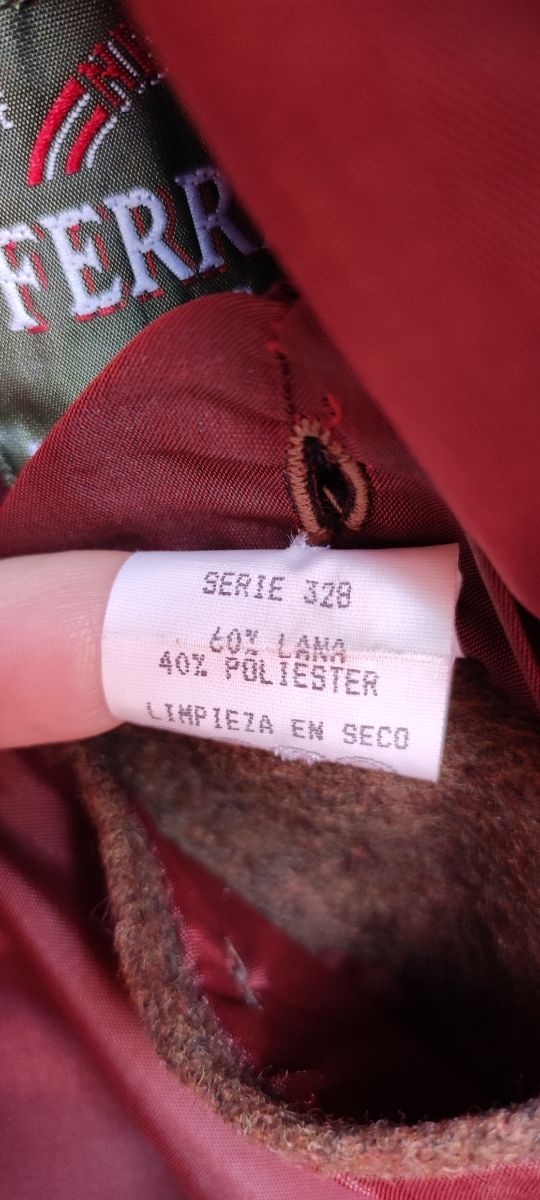 FERR
SERIE 328
60% LANA
40% POLIESTER
LIMPIEZA EN SECO